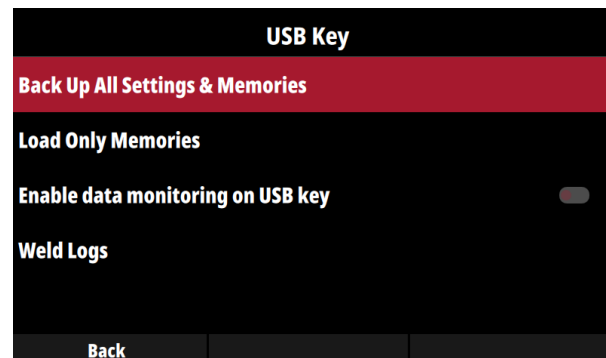 USB Key
Back Up All Settings & Memories
Load Only Memories
Enable data monitoring on USB key
Weld Logs
Back